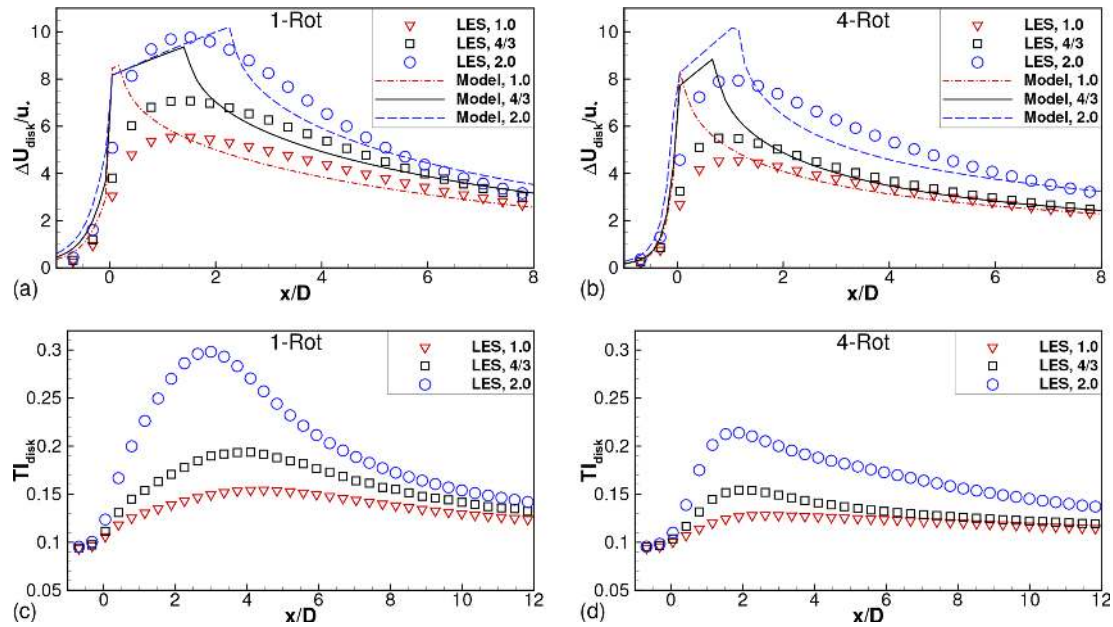 1-Rot
LES, 1.0
LES, 4/3
LES, 2.0
Model, 1.0
Model, 4/3
Model, 2.0
10
8
6
4
2
0
ΔU_disk/u*
0 2 4 6 8
x/D
(a)
4-Rot
LES, 1.0
LES, 4/3
LES, 2.0
Model, 1.0
Model, 4/3
Model, 2.0
10
8
6
4
2
0
ΔU_disk/u*
0 2 4 6 8
x/D
(b)
1-Rot
LES, 1.0
LES, 4/3
LES, 2.0
0.3
0.25
0.2
0.15
0.1
0.05
TI_disk
0 2 4 6 8 10 12
x/D
(c)
4-Rot
LES, 1.0
LES, 4/3
LES, 2.0
0.3
0.25
0.2
0.15
0.1
0.05
TI_disk
0 2 4 6 8 10 12
x/D
(d)